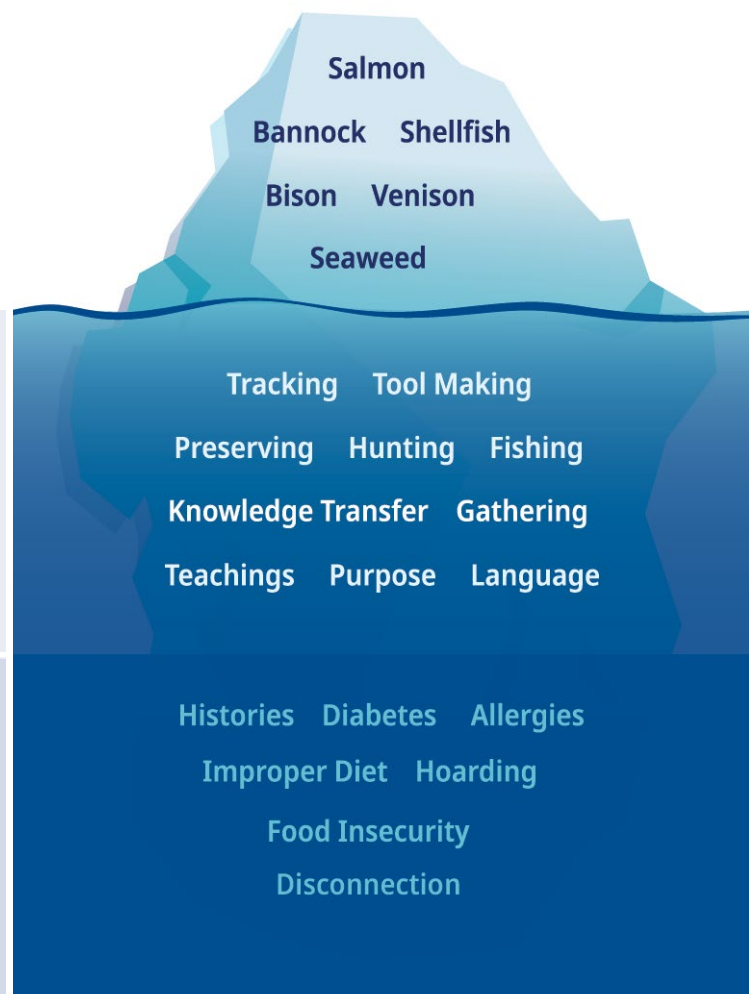 Salmon
Bannock Shellfish
Bison Venison
Seaweed
Tracking Tool Making
Preserving Hunting Fishing
Knowledge Transfer Gathering
Teachings Purpose Language
Histories Diabetes Allergies
Improper Diet Hoarding
Food Insecurity
Disconnection